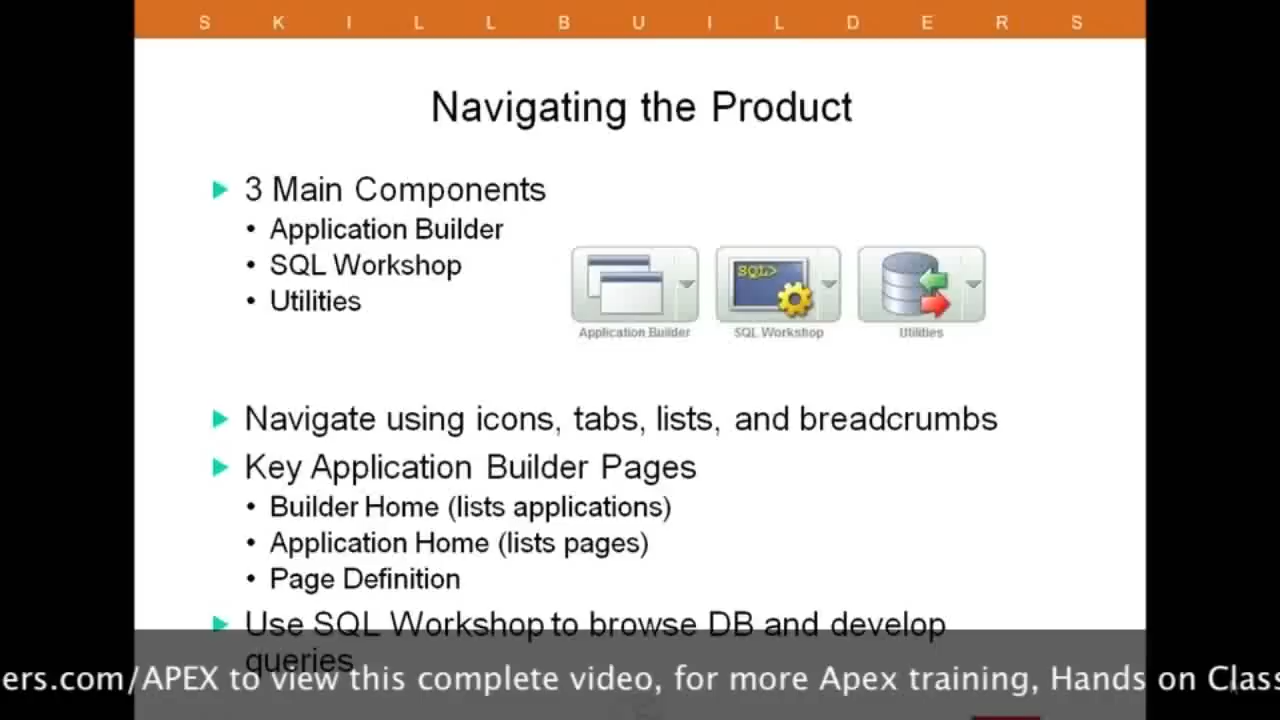 SKILLBUILDERS
Navigating the Product
3 Main Components
• Application Builder
• SQL Workshop
• Utilities
SQL>
Application Builder
SQL Workshop
Utilities
Navigate using icons, tabs, lists, and breadcrumbs
Key Application Builder Pages
• Builder Home (lists applications)
• Application Home (lists pages)
• Page Definition
Use SQL Workshop to browse DB and develop
queries
ers.com/APEX to view this complete video, for more Apex training, Hands on Class